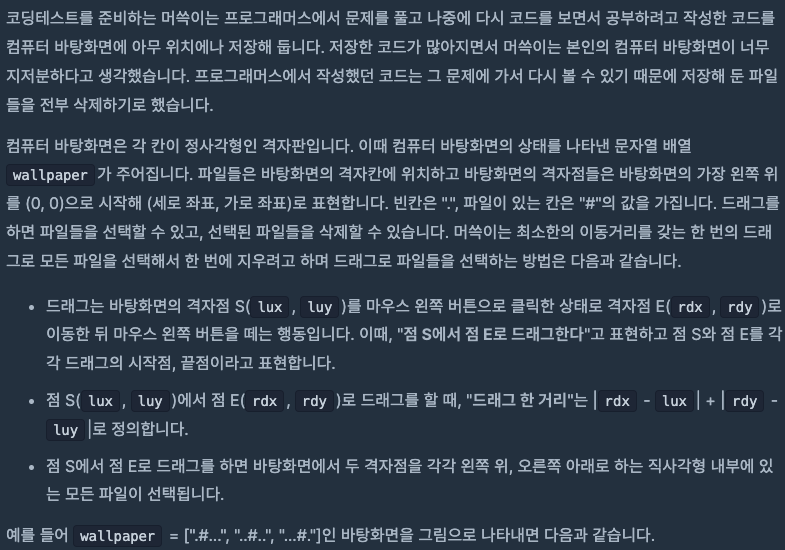 코딩테스트를 준비하는 머쓱이는 프로그래머스에서 문제를 풀고 나중에 다시 코드를 보면서 공부하려고 작성한 코드를
컴퓨터 바탕화면에 아무 위치에나 저장해 둡니다. 저장한 코드가 많아지면서 머쓱이는 본인의 컴퓨터 바탕화면이 너무
지저분하다고 생각했습니다. 프로그래머스에서 작성했던 코드는 그 문제에 가서 다시 볼 수 있기 때문에 저장해 둔 파일
들을 전부 삭제하기로 했습니다.
컴퓨터 바탕화면은 각 칸이 정사각형인 격자판입니다. 이때 컴퓨터 바탕화면의 상태를 나타낸 문자열 배열
wallpaper 가 주어집니다. 파일들은 바탕화면의 격자칸에 위치하고 바탕화면의 격자점들은 바탕화면의 가장 왼쪽 위
를 (0, 0)으로 시작해 (세로 좌표, 가로 좌표)로 표현합니다. 빈칸은 ".", 파일이 있는 칸은 "#"의 값을 가집니다. 드래그를
하면 파일들을 선택할 수 있고, 선택된 파일들을 삭제할 수 있습니다. 머쓱이는 최소한의 이동거리를 갖는 한 번의 드래
그로 모든 파일을 선택해서 한 번에 지우려고 하며 드래그로 파일들을 선택하는 방법은 다음과 같습니다.
• 드래그는 바탕화면의 격자점 S( lux , luy )를 마우스 왼쪽 버튼으로 클릭한 상태로 격자점 E( rdx , rdy )로
이동한 뒤 마우스 왼쪽 버튼을 떼는 행동입니다. 이때, "점 S에서 점 E로 드래그한다"고 표현하고 점 S와 점 E를 각
각 드래그의 시작점, 끝점이라고 표현합니다.
• 점 S( lux , luy )에서 점 E( rdx , rdy )로 드래그를 할 때, "드래그 한 거리"는 | rdx - lux | + | rdy -
luy |로 정의합니다.
• 점 S에서 점 E로 드래그를 하면 바탕화면에서 두 격자점을 각각 왼쪽 위, 오른쪽 아래로 하는 직사각형 내부에 있
는 모든 파일이 선택됩니다.
예를 들어 wallpaper = [".#...", "..#..", "...#."]인 바탕화면을 그림으로 나타내면 다음과 같습니다.